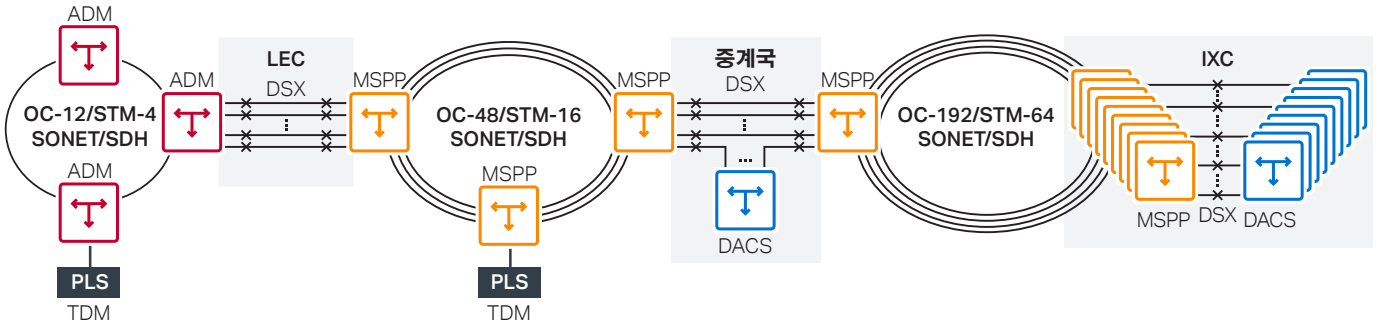 ADM
OC-12/STM-4
SONET/SDH
ADM
ADM
PLS
TDM
LEC
DSX
...
MSPP
OC-48/STM-16
SONET/SDH
MSPP
PLS
TDM
MSPP
중계국
DSX
...
...
DACS
MSPP
OC-192/STM-64
SONET/SDH
IXC
MSPP
DSX
DACS